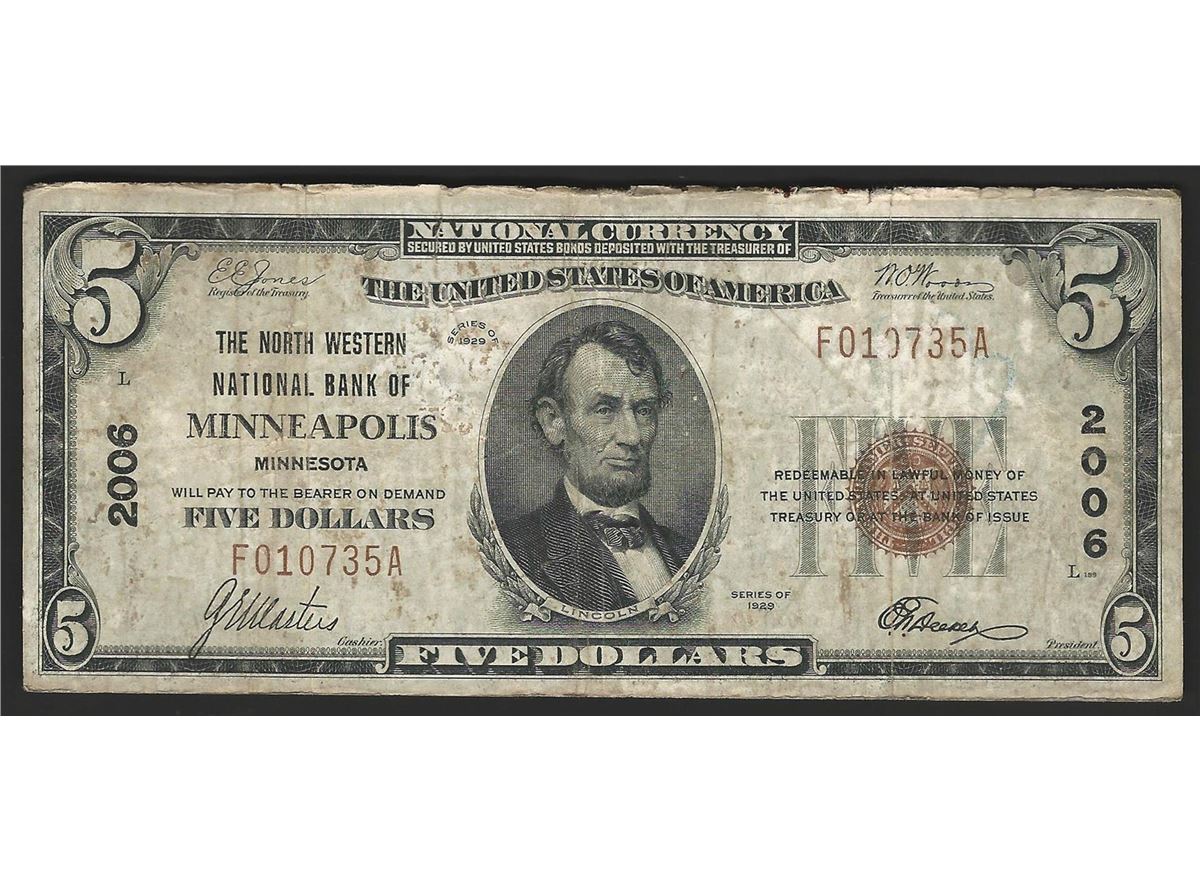 NATIONAL CURRENCY
SECURED BY UNITED STATES BONDS DEPOSITED WITH THE TREASURER OF
THE UNITED STATES OF AMERICA
5
5
E E Jones
Register of the Treasury.
W.O. Woods
Treasurer of the United States.
SERIES OF
1929
THE NORTH WESTERN
NATIONAL BANK OF
MINNEAPOLIS
MINNESOTA
WILL PAY TO THE BEARER ON DEMAND
FIVE DOLLARS
L
2006
F010735A
F010735A
FIVE
REDEEMABLE IN LAWFUL MONEY OF
THE UNITED STATES AT UNITED STATES
TREASURY OR AT THE BANK OF ISSUE
2006
L 189
LINCOLN
SERIES OF
1929
Cashier.
President.
5
FIVE DOLLARS
5